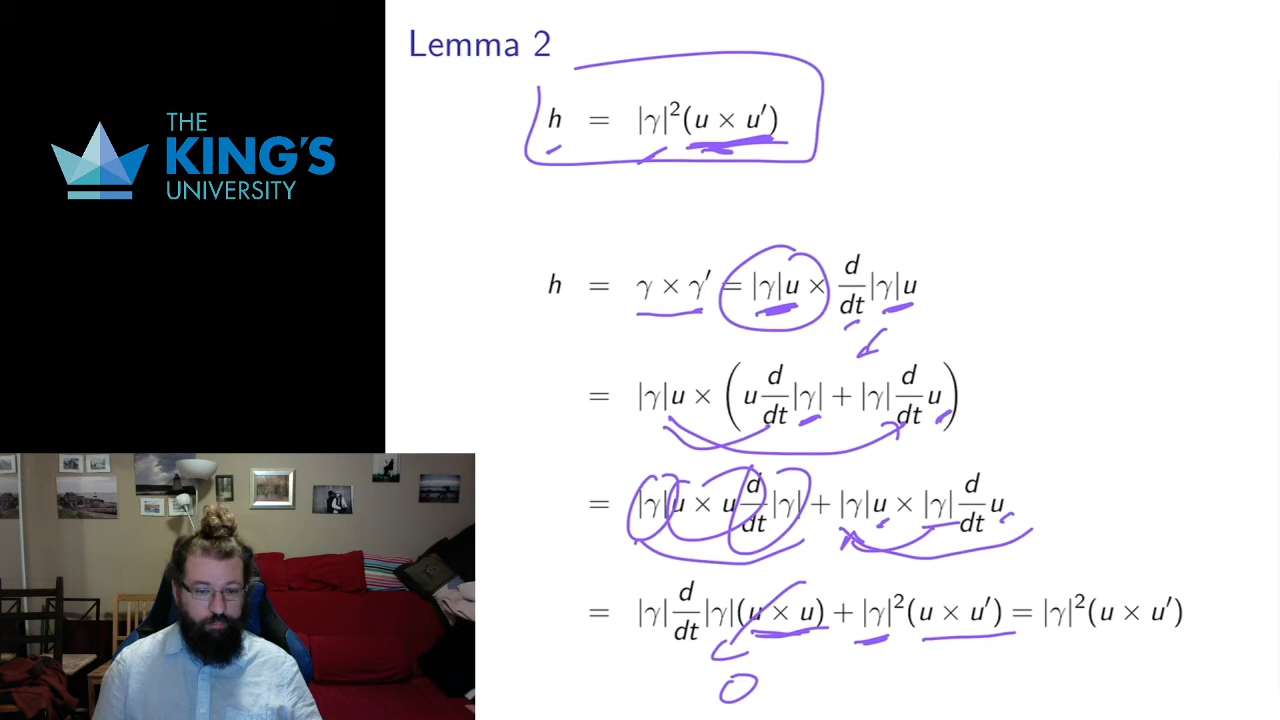 THE
KING'S
UNIVERSITY
Lemma 2
h = |γ|²(u × u′)
h = γ × γ′ = |γ|u × d/dt |γ|u
= |γ|u × (u d/dt |γ| + |γ| d/dt u)
= |γ|u × u d/dt |γ| + |γ|u × |γ| d/dt u
= |γ| d/dt |γ|(u × u) + |γ|²(u × u′) = |γ|²(u × u′)
0